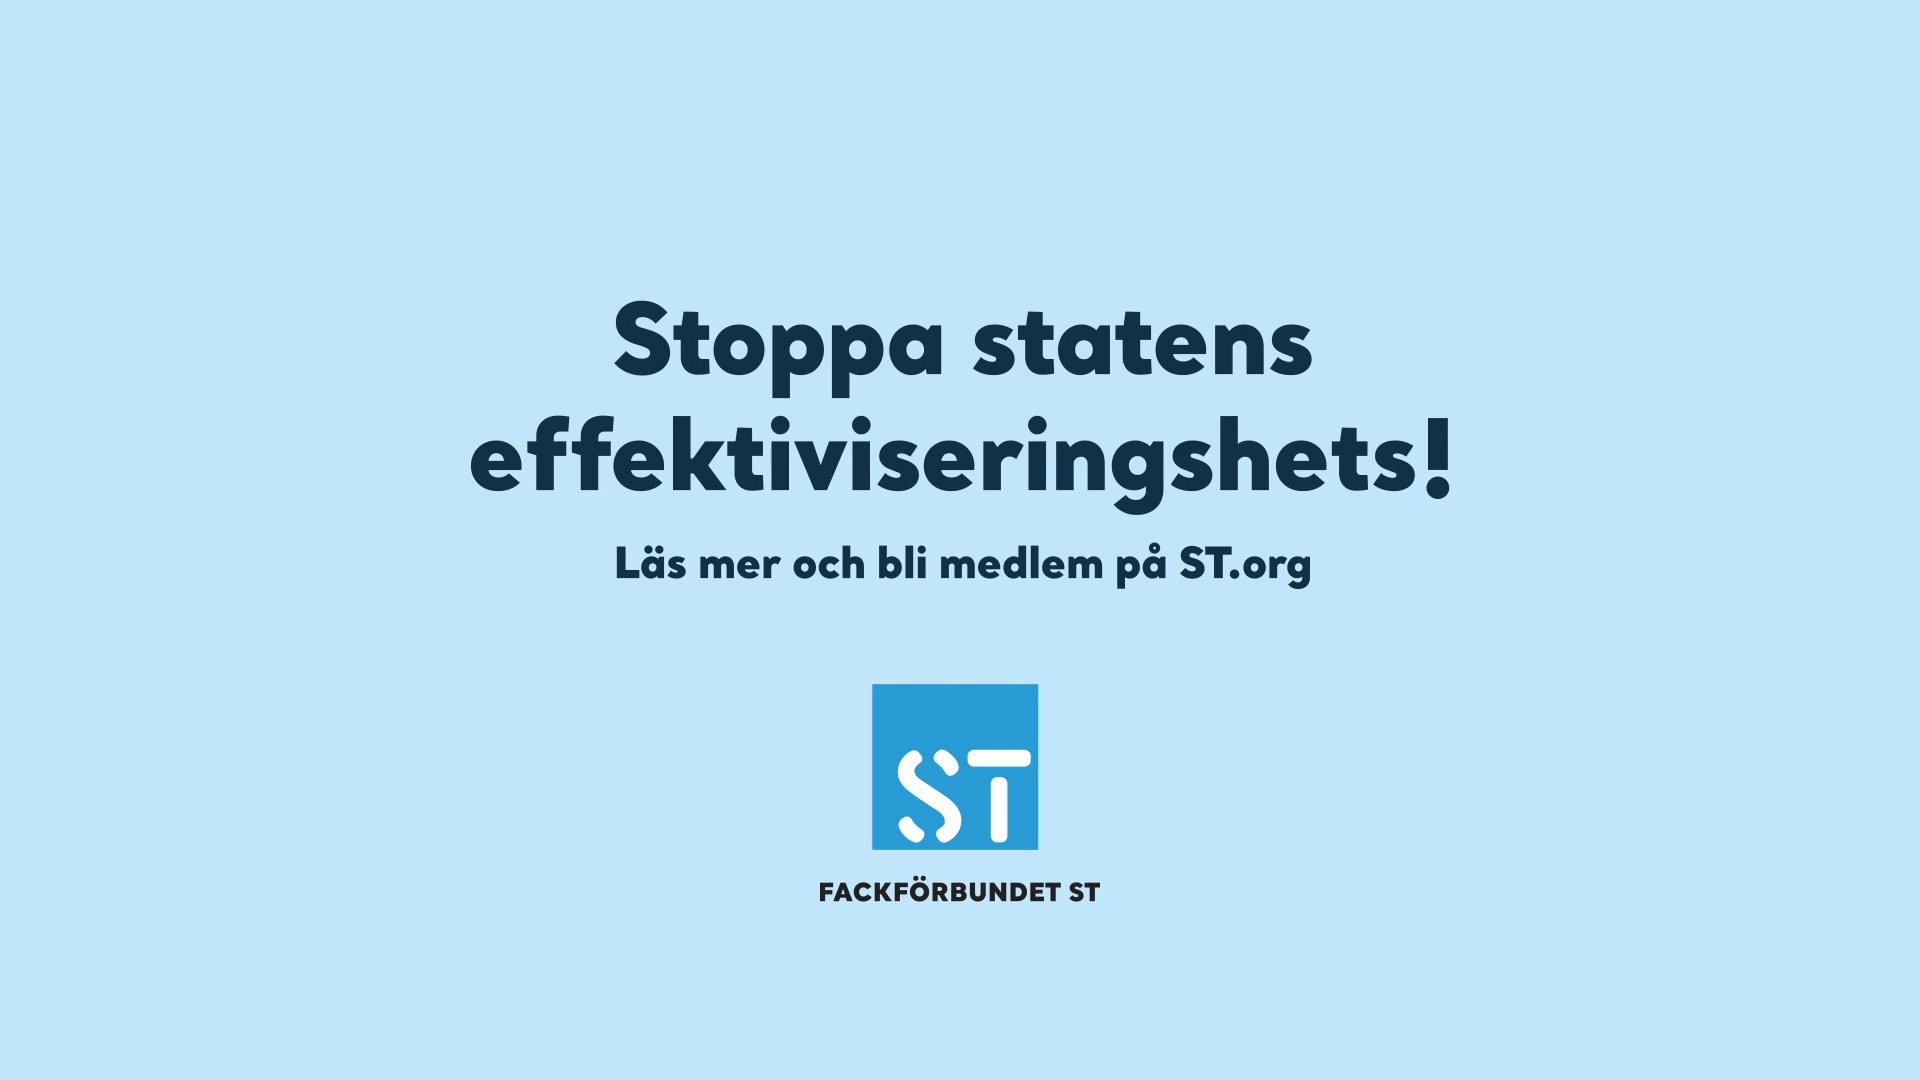 Stoppa statens
effektiviseringshets!
Läs mer och bli medlem på ST.org
ST
FACKFÖRBUNDET ST